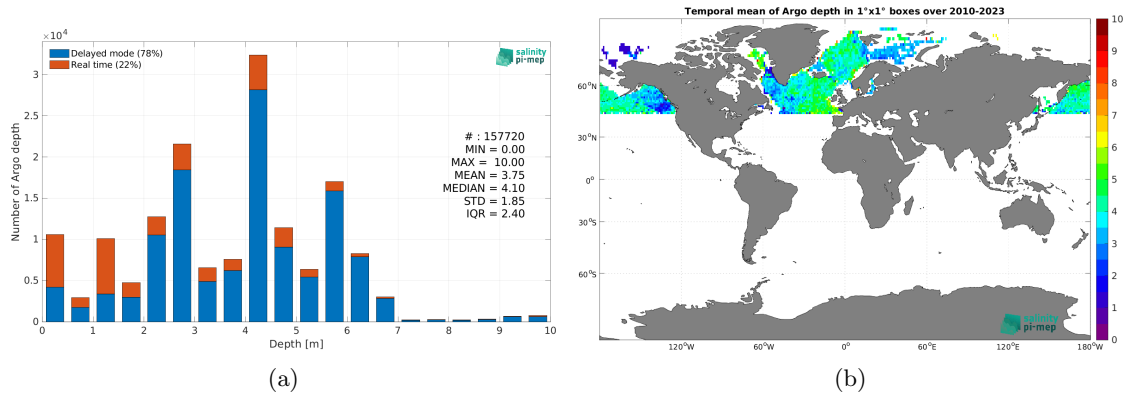 ×10⁴
Delayed mode (78%)
Real time (22%)
salinity
pi-mep
3
2.5
2
1.5
1
0.5
0
Number of Argo depth
# : 157720
MIN = 0.00
MAX = 10.00
MEAN = 3.75
MEDIAN = 4.10
STD = 1.85
IQR = 2.40
0 1 2 3 4 5 6 7 8 9 10
Depth [m]
(a)
Temporal mean of Argo depth in 1°x1° boxes over 2010-2023
60°N
30°N
0°
30°S
60°S
120°W 60°W 0° 60°E 120°E 180°W
salinity
pi-mep
10
9
8
7
6
5
4
3
2
1
0
(b)